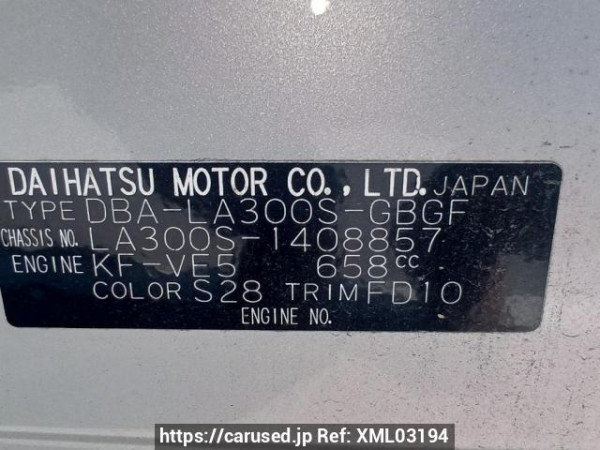 DAIHATSU MOTOR CO., LTD. JAPAN
TYPE DBA-LA300S-GBGF
CHASSIS NO. LA300S-1408857
ENGINE KF-VE5 658cc
COLOR S28 TRIM FD10
ENGINE NO.
https://carused.jp Ref: XML03194